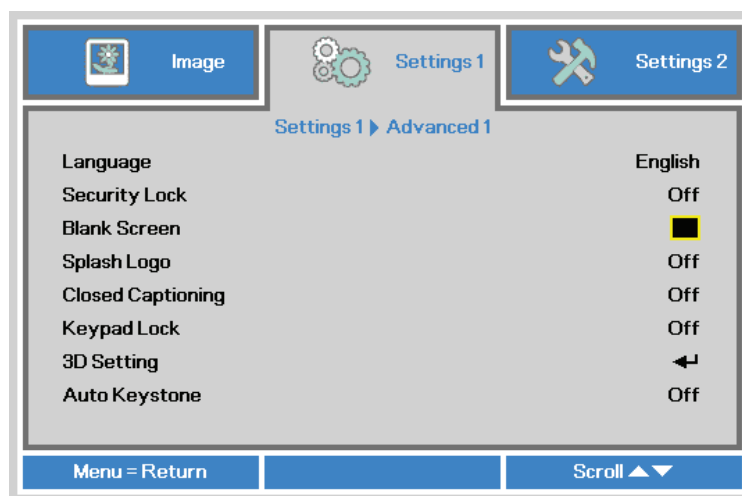 Image Settings 1 Settings 2
Settings 1 Advanced 1
Language English
Security Lock Off
Blank Screen
Splash Logo Off
Closed Captioning Off
Keypad Lock Off
3D Setting
Auto Keystone Off
Menu = Return Scroll